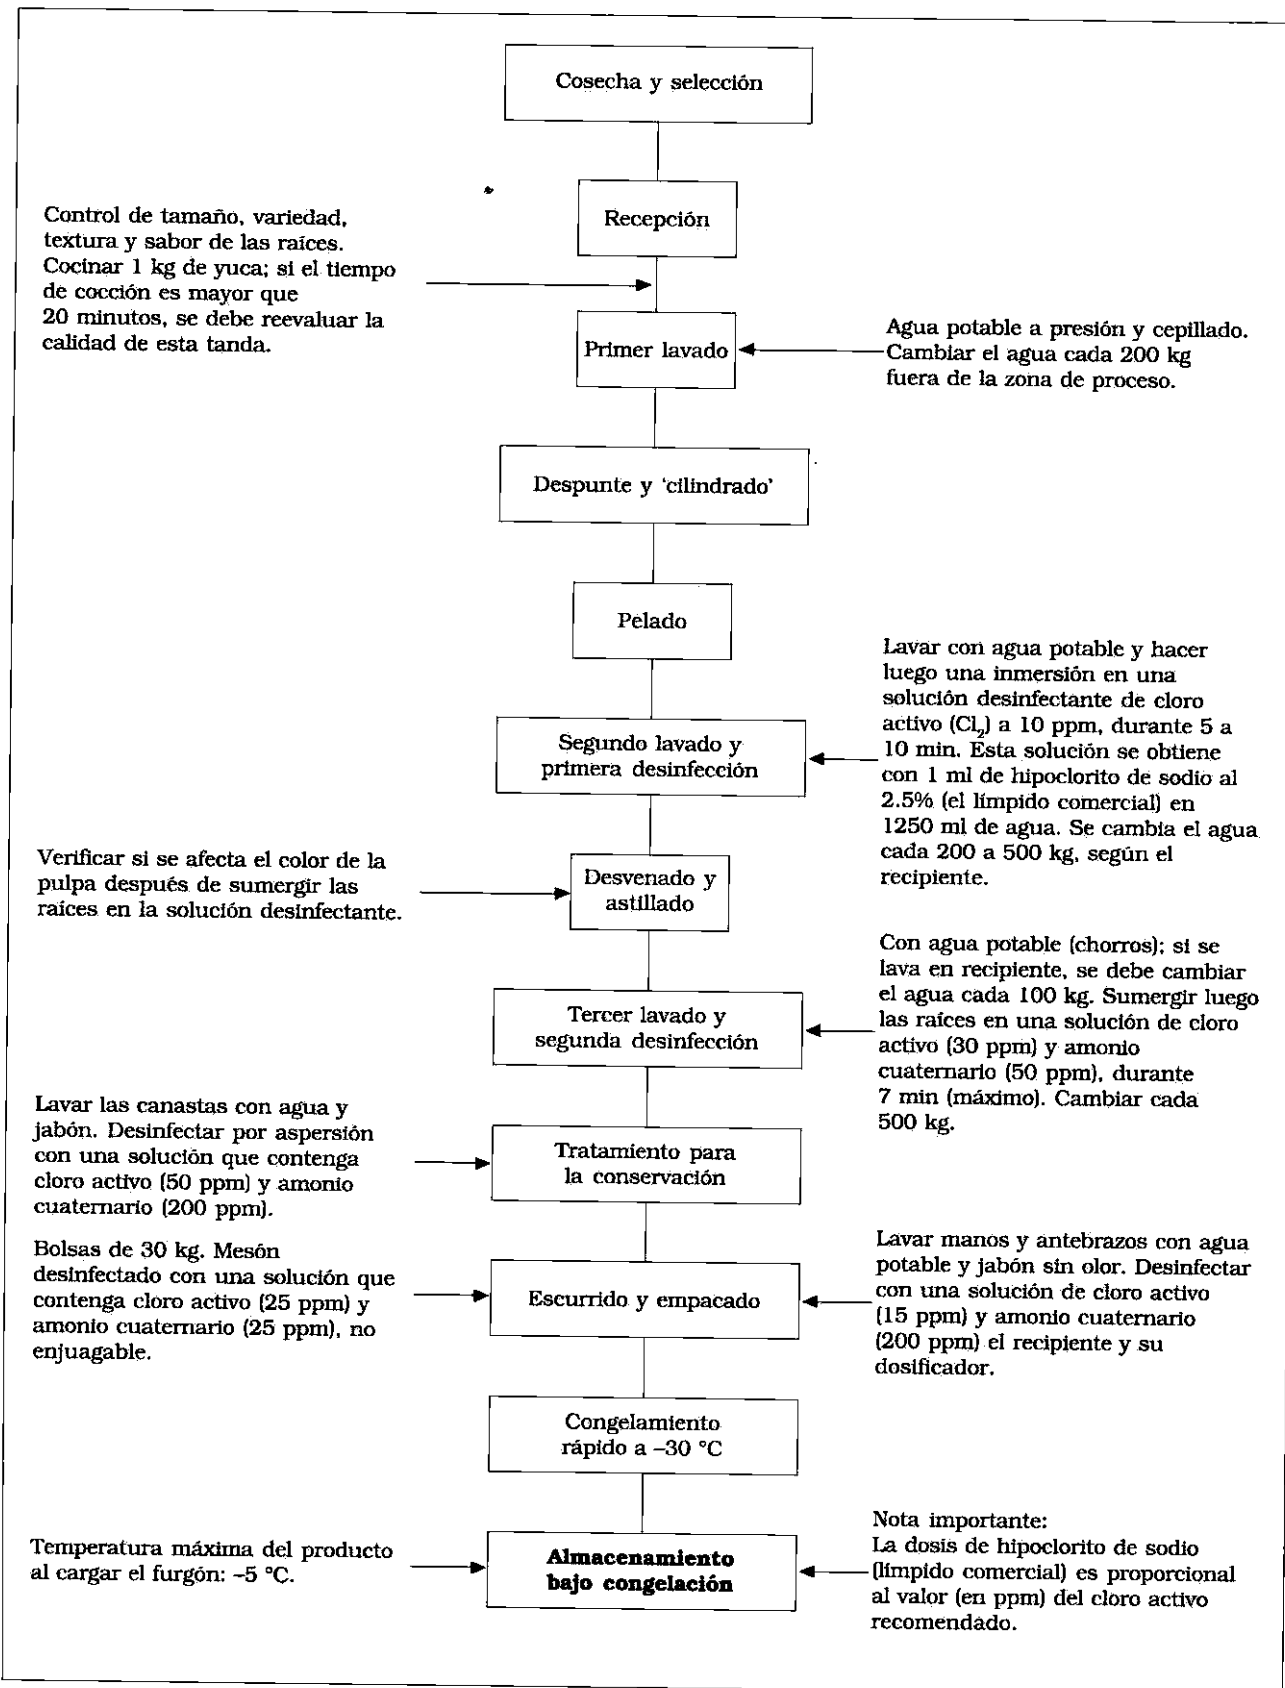 Cosecha y selección
Recepción
Control de tamaño, variedad,
textura y sabor de las raíces.
Cocinar 1 kg de yuca; si el tiempo
de cocción es mayor que
20 minutos, se debe reevaluar la
calidad de esta tanda.
Primer lavado
Agua potable a presión y cepillado.
Cambiar el agua cada 200 kg
fuera de la zona de proceso.
Despunte y ‘cilindrado’
Pelado
Segundo lavado y
primera desinfección
Lavar con agua potable y hacer
luego una inmersión en una
solución desinfectante de cloro
activo (Cl₂) a 10 ppm, durante 5 a
10 min. Esta solución se obtiene
con 1 ml de hipoclorito de sodio al
2.5% (el límpido comercial) en
1250 ml de agua. Se cambia el agua
cada 200 a 500 kg, según el
recipiente.
Verificar si se afecta el color de la
pulpa después de sumergir las
raíces en la solución desinfectante.
Desvenado y
astillado
Tercer lavado y
segunda desinfección
Con agua potable (chorros); si se
lava en recipiente, se debe cambiar
el agua cada 100 kg. Sumergir luego
las raíces en una solución de cloro
activo (30 ppm) y amonio
cuaternario (50 ppm), durante
7 min (máximo). Cambiar cada
500 kg.
Lavar las canastas con agua y
jabón. Desinfectar por aspersión
con una solución que contenga
cloro activo (50 ppm) y amonio
cuaternario (200 ppm).
Tratamiento para
la conservación
Bolsas de 30 kg. Mesón
desinfectado con una solución que
contenga cloro activo (25 ppm) y
amonio cuaternario (25 ppm), no
enjuagable.
Escurrido y empacado
Lavar manos y antebrazos con agua
potable y jabón sin olor. Desinfectar
con una solución de cloro activo
(15 ppm) y amonio cuaternario
(200 ppm) el recipiente y su
dosificador.
Congelamiento
rápido a –30 °C
Temperatura máxima del producto
al cargar el furgón: –5 °C.
Almacenamiento
bajo congelación
Nota importante:
La dosis de hipoclorito de sodio
(límpido comercial) es proporcional
al valor (en ppm) del cloro activo
recomendado.